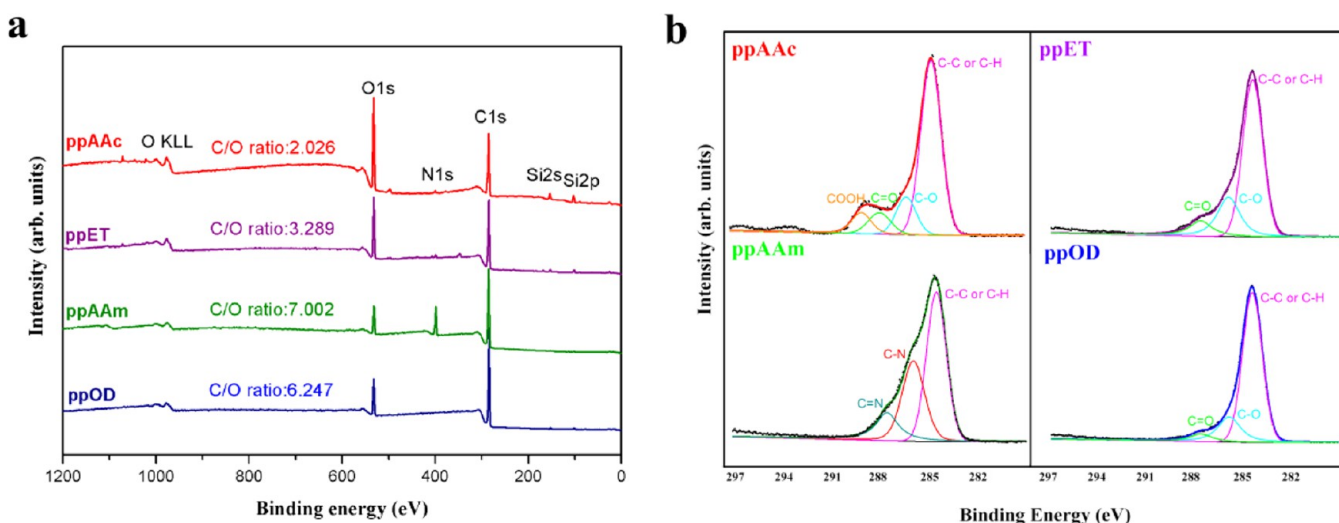 a
Intensity (arb. units)
ppAAc
O KLL
C/O ratio:2.026
O1s
N1s
C1s
Si2s
Si2p
ppET
C/O ratio:3.289
ppAAm
C/O ratio:7.002
ppOD
C/O ratio:6.247
1200
1000
800
600
400
200
0
Binding energy (eV)
b
Intensity (arb. units)
ppAAc
C-C or C-H
COOH
C=O
C-O
ppET
C-C or C-H
C=O
C-O
ppAAm
C-C or C-H
C-N
C=N
ppOD
C-C or C-H
C=O
C-O
297
294
291
288
285
282
297
294
291
288
285
282
Binding Energy (eV)